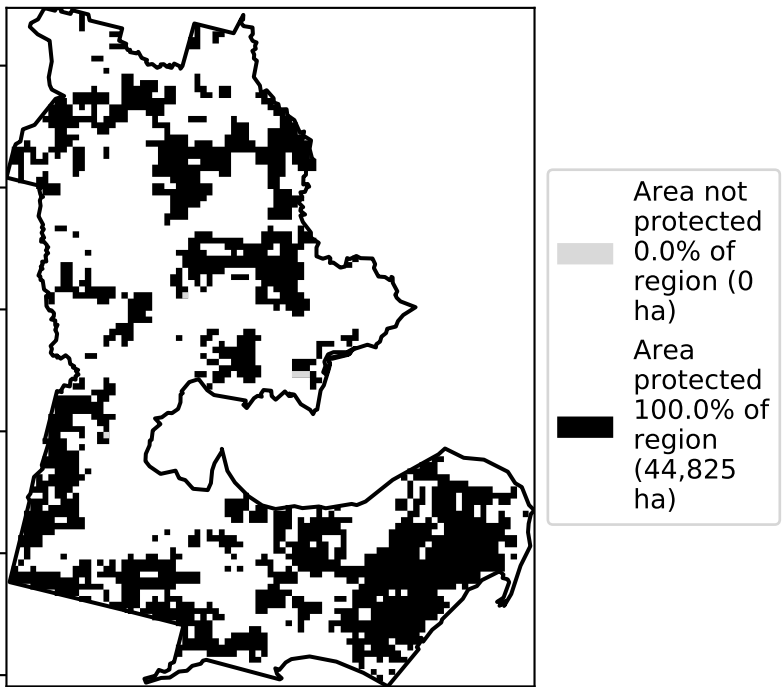 Area not
protected
0.0% of
region (0
ha)
Area
protected
100.0% of
region
(44,825
ha)